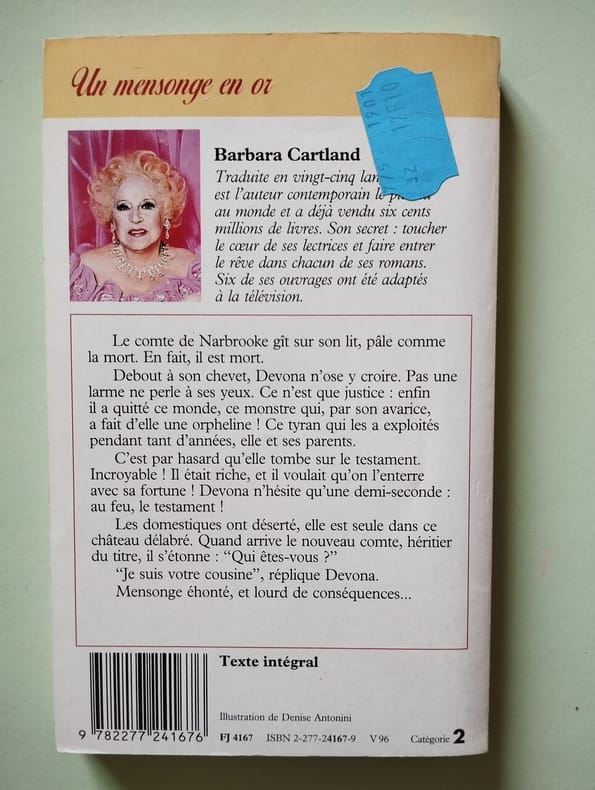 Un mensonge en or
Barbara Cartland
Traduite en vingt-cinq
est l'auteur contemporain le
au monde et a déjà vendu six cents
millions de livres. Son secret : toucher
le cœur de ses lectrices et faire entrer
le rêve dans chacun de ses romans.
Six de ses ouvrages ont été adaptés
à la télévision.
Le comte de Narbrooke gît sur son lit, pâle comme
la mort. En fait, il est mort.
Debout à son chevet, Devona n'ose y croire. Pas une
larme ne perle à ses yeux. Ce n'est que justice : enfin
il a quitté ce monde, ce monstre qui, par son avarice,
a fait d'elle une orpheline ! Ce tyran qui les a exploités
pendant tant d'années, elle et ses parents.
C'est par hasard qu'elle tombe sur le testament.
Incroyable ! Il était riche, et il voulait qu'on l'enterre
avec sa fortune ! Devona n'hésite qu'une demi-seconde :
au feu, le testament !
Les domestiques ont déserté, elle est seule dans ce
château délabré. Quand arrive le nouveau comte, héritier
du titre, il s'étonne : “Qui êtes-vous ?”
“Je suis votre cousine”, réplique Devona.
Mensonge éhonté, et lourd de conséquences...
Texte intégral
Illustration de Denise Antonini
9 782277 241676 FJ 4167 ISBN 2-277-24167-9 V 96 Catégorie 2